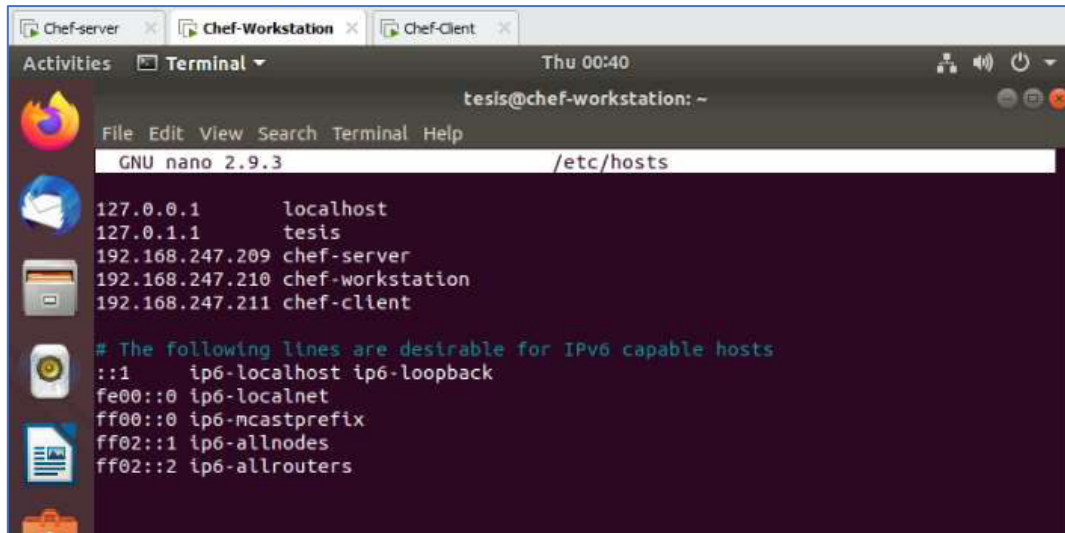 Chef-server Chef-Workstation Chef-Client
Activities Terminal Thu 00:40
tesis@chef-workstation: ~
File Edit View Search Terminal Help
GNU nano 2.9.3 /etc/hosts
127.0.0.1 localhost
127.0.1.1 tesis
192.168.247.209 chef-server
192.168.247.210 chef-workstation
192.168.247.211 chef-client
# The following lines are desirable for IPv6 capable hosts
::1 ip6-localhost ip6-loopback
fe00::0 ip6-localnet
ff00::0 ip6-mcastprefix
ff02::1 ip6-allnodes
ff02::2 ip6-allrouters